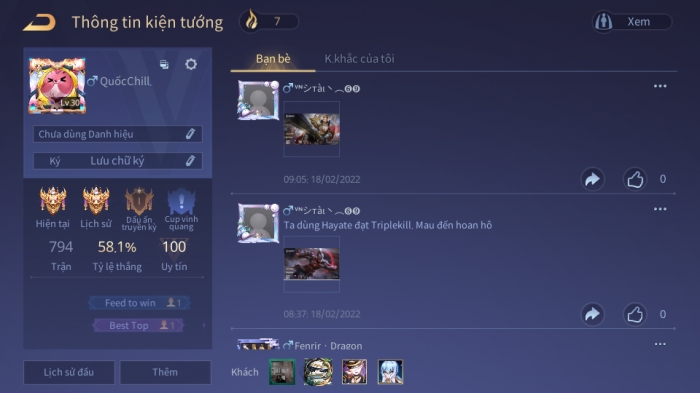 Thông tin kiện tướng
7
Xem
QuốcChill.
Lv.30
Chưa dùng Danh hiệu
Ký Lưu chữ ký
Hiện tại Lịch sử Dấu ấn truyền kỳ Cup vinh quang
794 58.1% 100
Trận Tỷ lệ thắng Uy tín
Feed to win 1
Best Top 1
Lịch sử đấu Thêm
Bạn bè K.khắc của tôi
09:05: 18/02/2022
0
Ta dùng Hayate đạt Triplekill. Mau đến hoan hô
08:37: 18/02/2022
0
Fenrir · Dragon
Khách